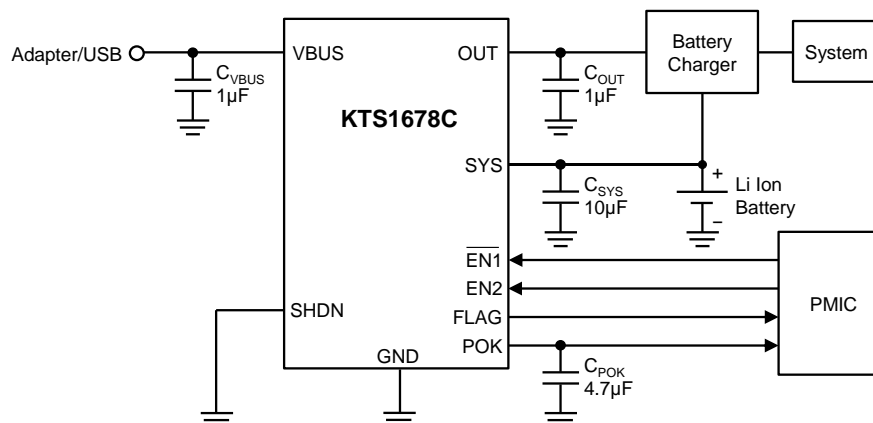 Adapter/USB
VBUS
OUT
Battery
Charger
System
C_VBUS
1µF
C_OUT
1µF
KTS1678C
SYS
C_SYS
10µF
+
−
Li Ion
Battery
EN1
EN2
FLAG
POK
PMIC
SHDN
GND
C_POK
4.7µF